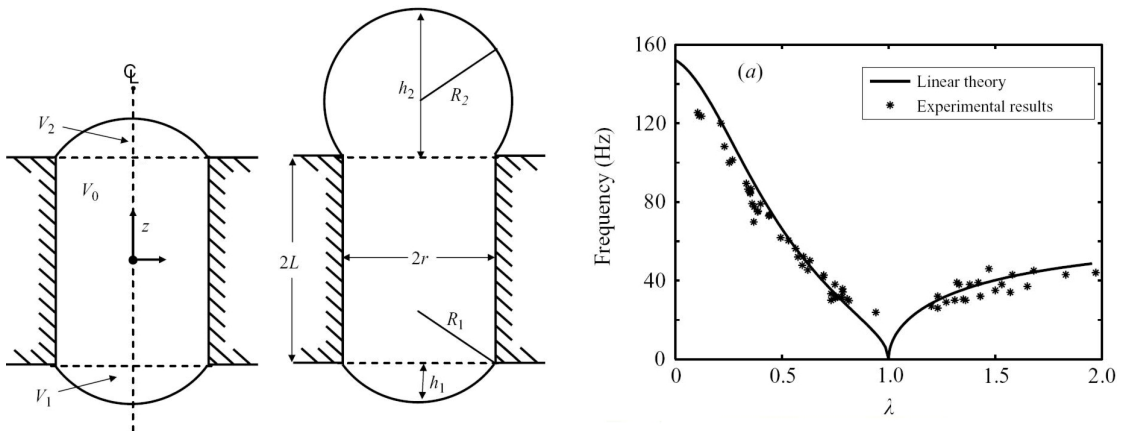 ℄
V₂
V₀
z
V₁
h₂
R₂
2L
2r
R₁
h₁
(a)
Linear theory
Experimental results
Frequency (Hz)
160
120
80
40
0
0
0.5
1.0
1.5
2.0
λ